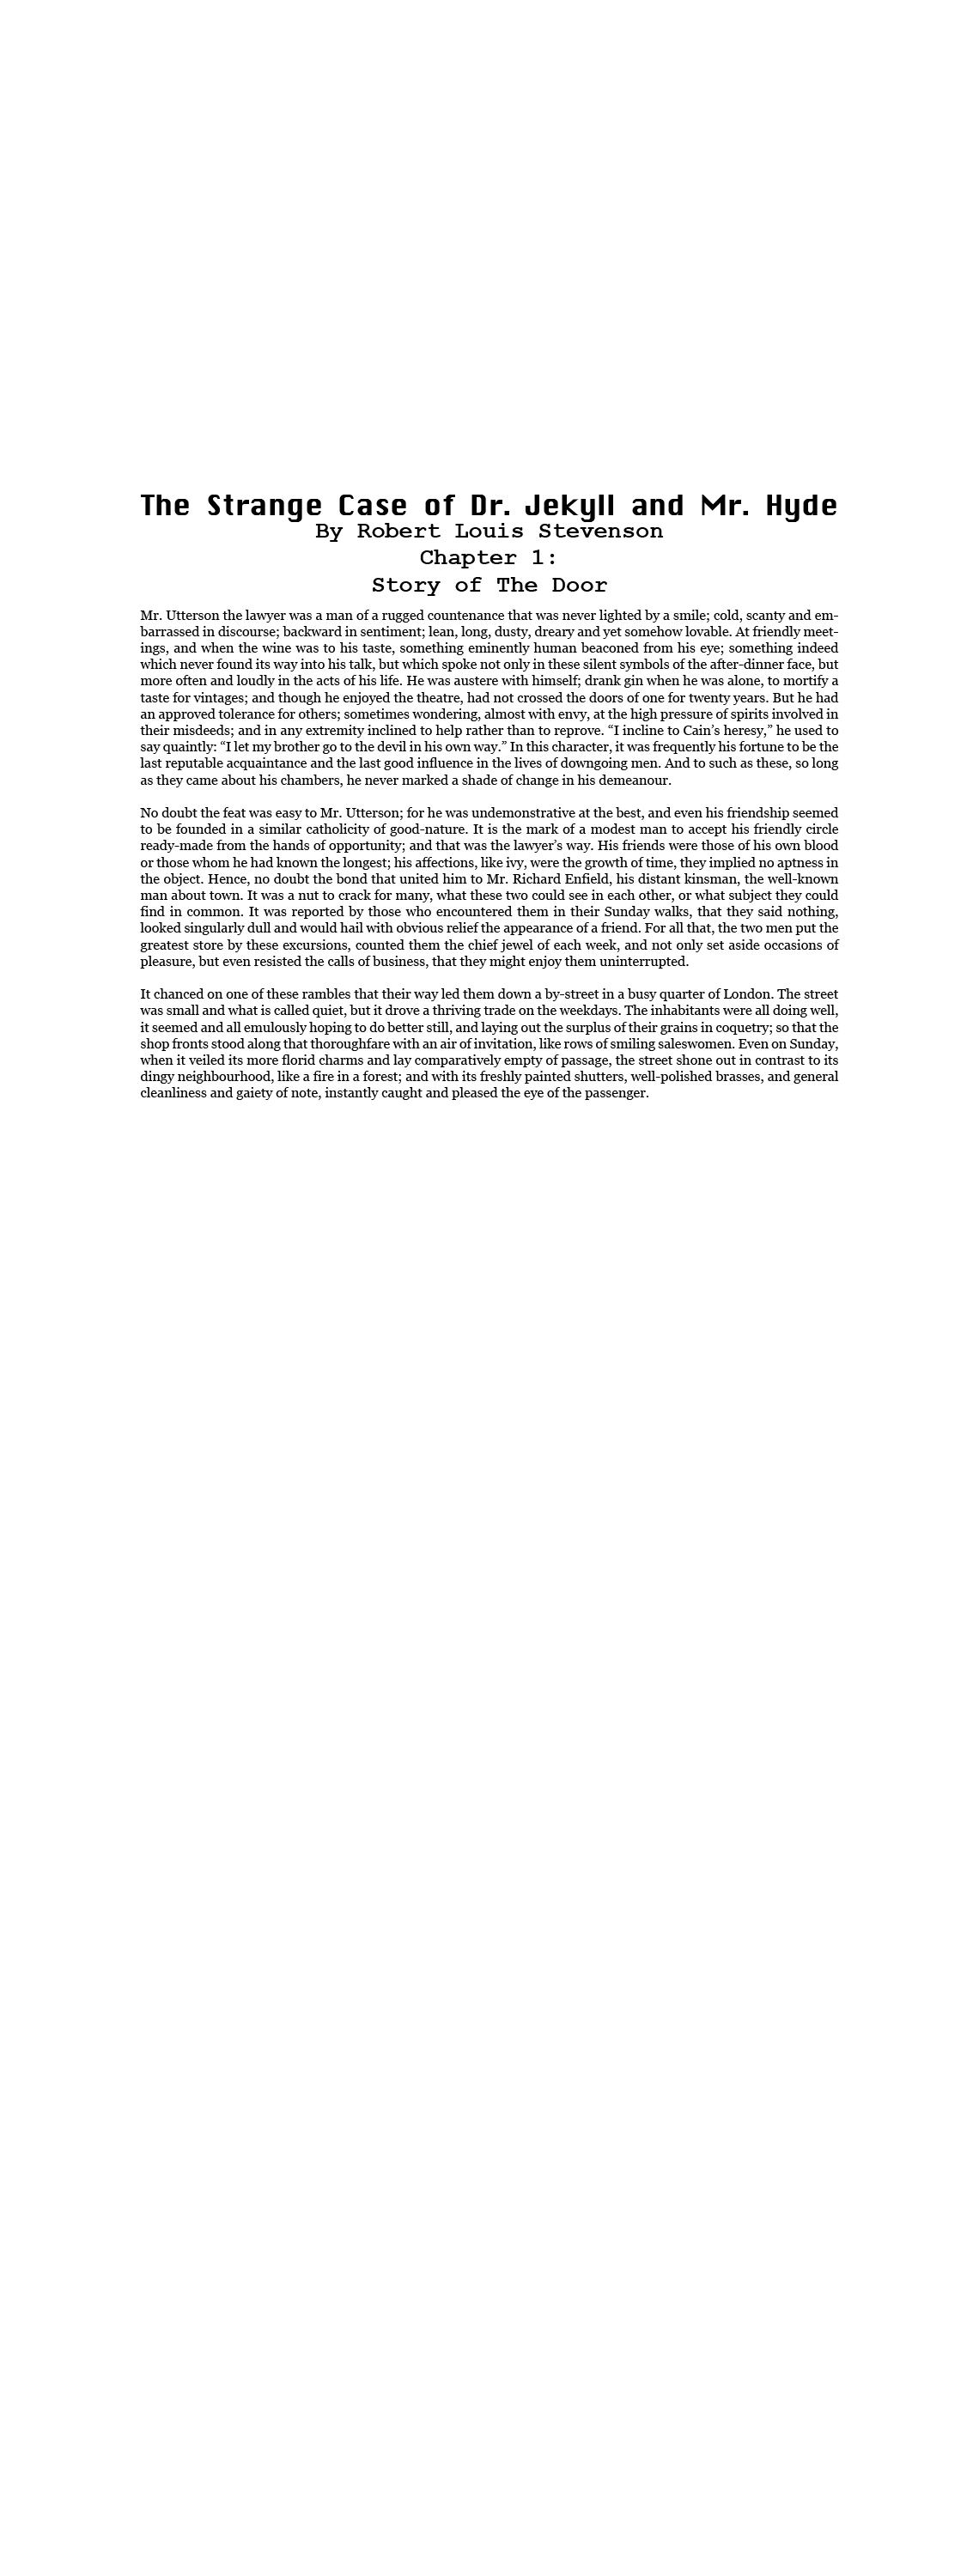 The Strange Case of Dr. Jekyll and Mr. Hyde
By Robert Louis Stevenson
Chapter 1:
Story of The Door
Mr. Utterson the lawyer was a man of a rugged countenance that was never lighted by a smile; cold, scanty and em-
barrassed in discourse; backward in sentiment; lean, long, dusty, dreary and yet somehow lovable. At friendly meet-
ings, and when the wine was to his taste, something eminently human beaconed from his eye; something indeed
which never found its way into his talk, but which spoke not only in these silent symbols of the after-dinner face, but
more often and loudly in the acts of his life. He was austere with himself; drank gin when he was alone, to mortify a
taste for vintages; and though he enjoyed the theatre, had not crossed the doors of one for twenty years. But he had
an approved tolerance for others; sometimes wondering, almost with envy, at the high pressure of spirits involved in
their misdeeds; and in any extremity inclined to help rather than to reprove. “I incline to Cain’s heresy,” he used to
say quaintly: “I let my brother go to the devil in his own way.” In this character, it was frequently his fortune to be the
last reputable acquaintance and the last good influence in the lives of downgoing men. And to such as these, so long
as they came about his chambers, he never marked a shade of change in his demeanour.
No doubt the feat was easy to Mr. Utterson; for he was undemonstrative at the best, and even his friendship seemed
to be founded in a similar catholicity of good-nature. It is the mark of a modest man to accept his friendly circle
ready-made from the hands of opportunity; and that was the lawyer’s way. His friends were those of his own blood
or those whom he had known the longest; his affections, like ivy, were the growth of time, they implied no aptness in
the object. Hence, no doubt the bond that united him to Mr. Richard Enfield, his distant kinsman, the well-known
man about town. It was a nut to crack for many, what these two could see in each other, or what subject they could
find in common. It was reported by those who encountered them in their Sunday walks, that they said nothing,
looked singularly dull and would hail with obvious relief the appearance of a friend. For all that, the two men put the
greatest store by these excursions, counted them the chief jewel of each week, and not only set aside occasions of
pleasure, but even resisted the calls of business, that they might enjoy them uninterrupted.
It chanced on one of these rambles that their way led them down a by-street in a busy quarter of London. The street
was small and what is called quiet, but it drove a thriving trade on the weekdays. The inhabitants were all doing well,
it seemed and all emulously hoping to do better still, and laying out the surplus of their grains in coquetry; so that the
shop fronts stood along that thoroughfare with an air of invitation, like rows of smiling saleswomen. Even on Sunday,
when it veiled its more florid charms and lay comparatively empty of passage, the street shone out in contrast to its
dingy neighbourhood, like a fire in a forest; and with its freshly painted shutters, well-polished brasses, and general
cleanliness and gaiety of note, instantly caught and pleased the eye of the passenger.